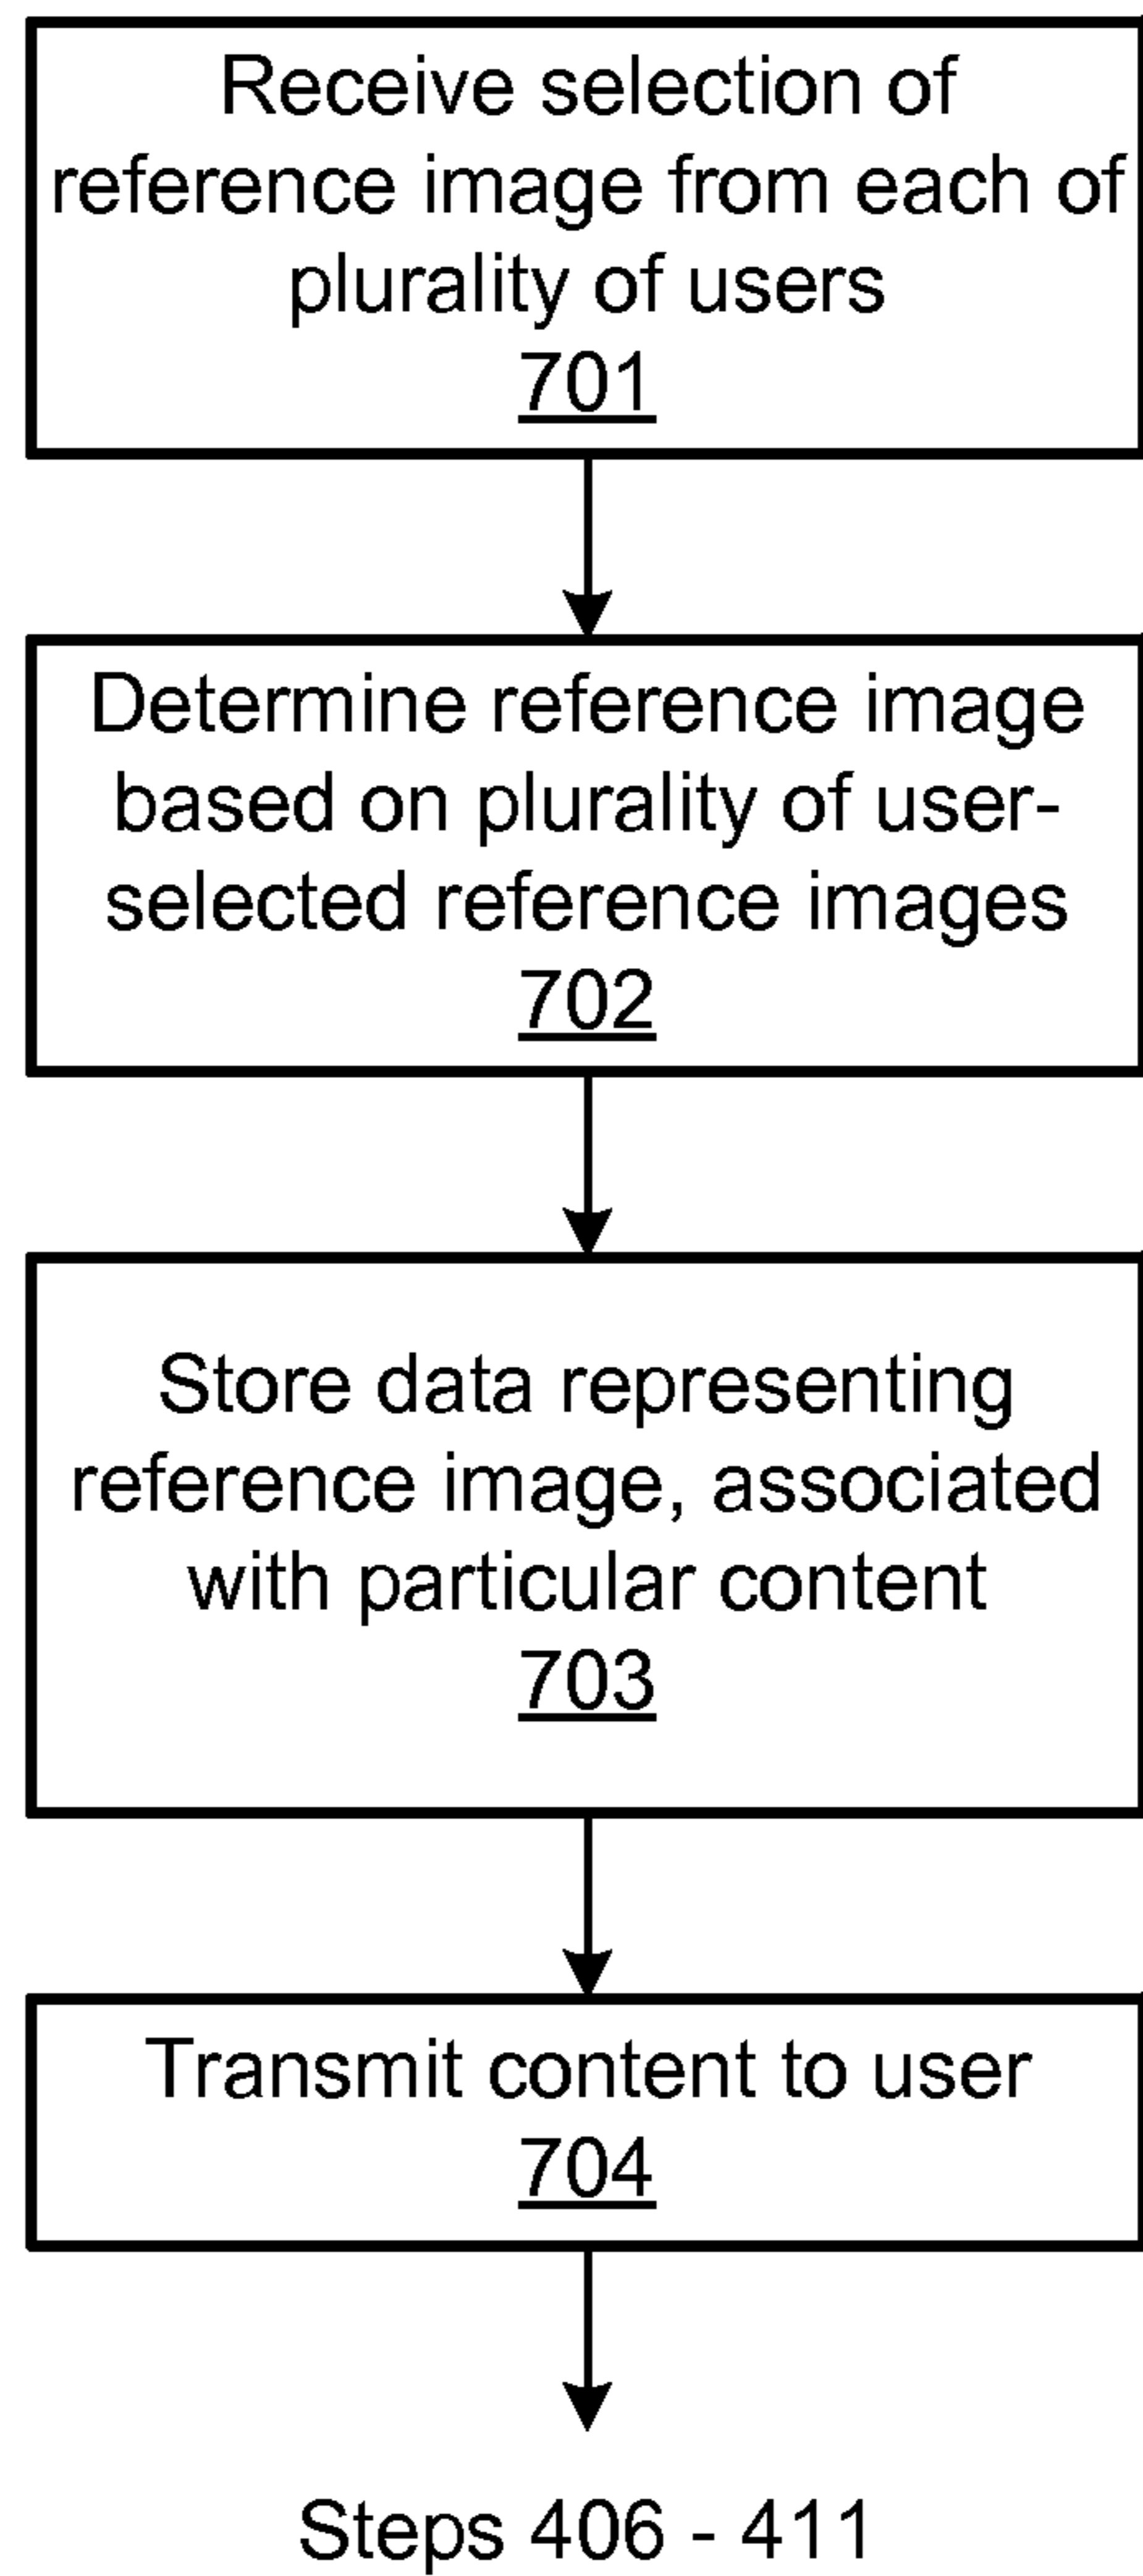 Receive selection of
reference image from each of
plurality of users
701
Determine reference image
based on plurality of user-
selected reference images
702
Store data representing
reference image, associated
with particular content
703
Transmit content to user
704
Steps 406 - 411